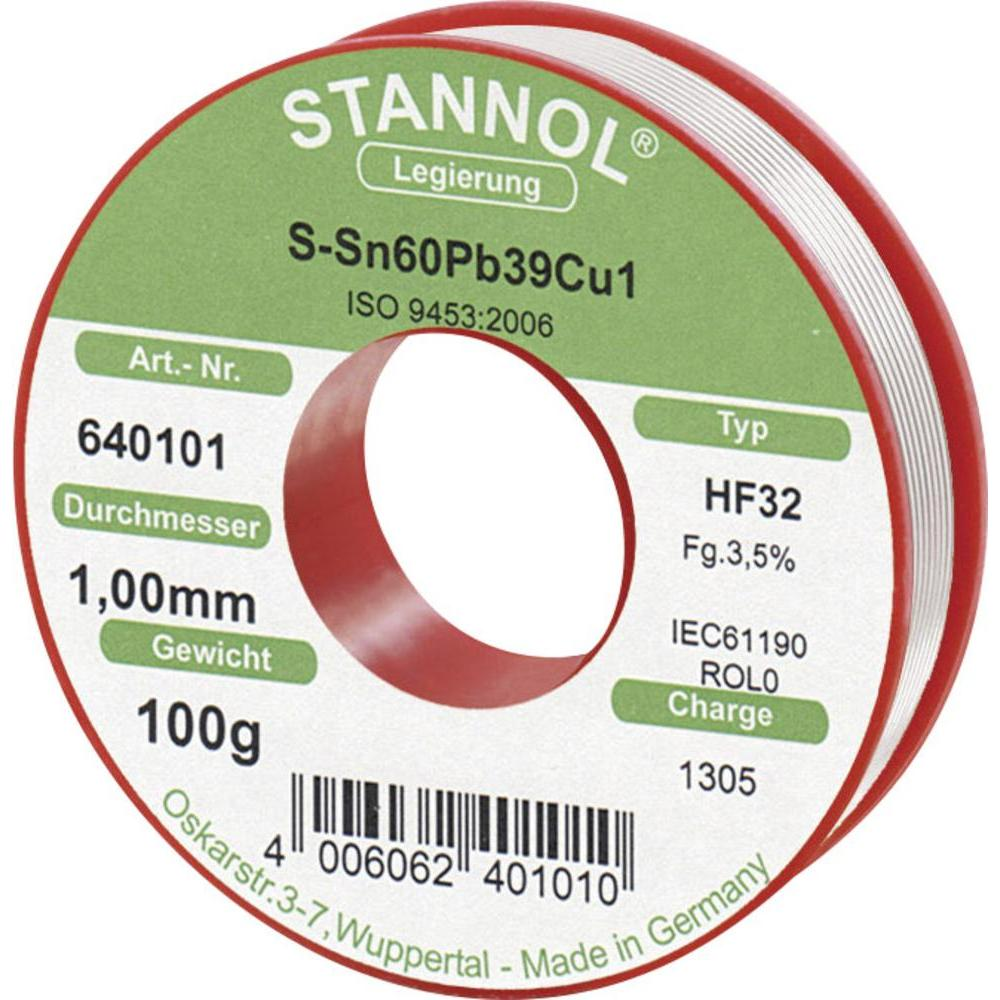 STANNOL®
Legierung
S-Sn60Pb39Cu1
ISO 9453:2006
Art.- Nr.
640101
Durchmesser
1,00mm
Gewicht
100g
Typ
HF32
Fg.3,5%
IEC61190
ROL0
Charge
1305
4 006062 401010
Oskarstr.3-7, Wuppertal - Made in Germany